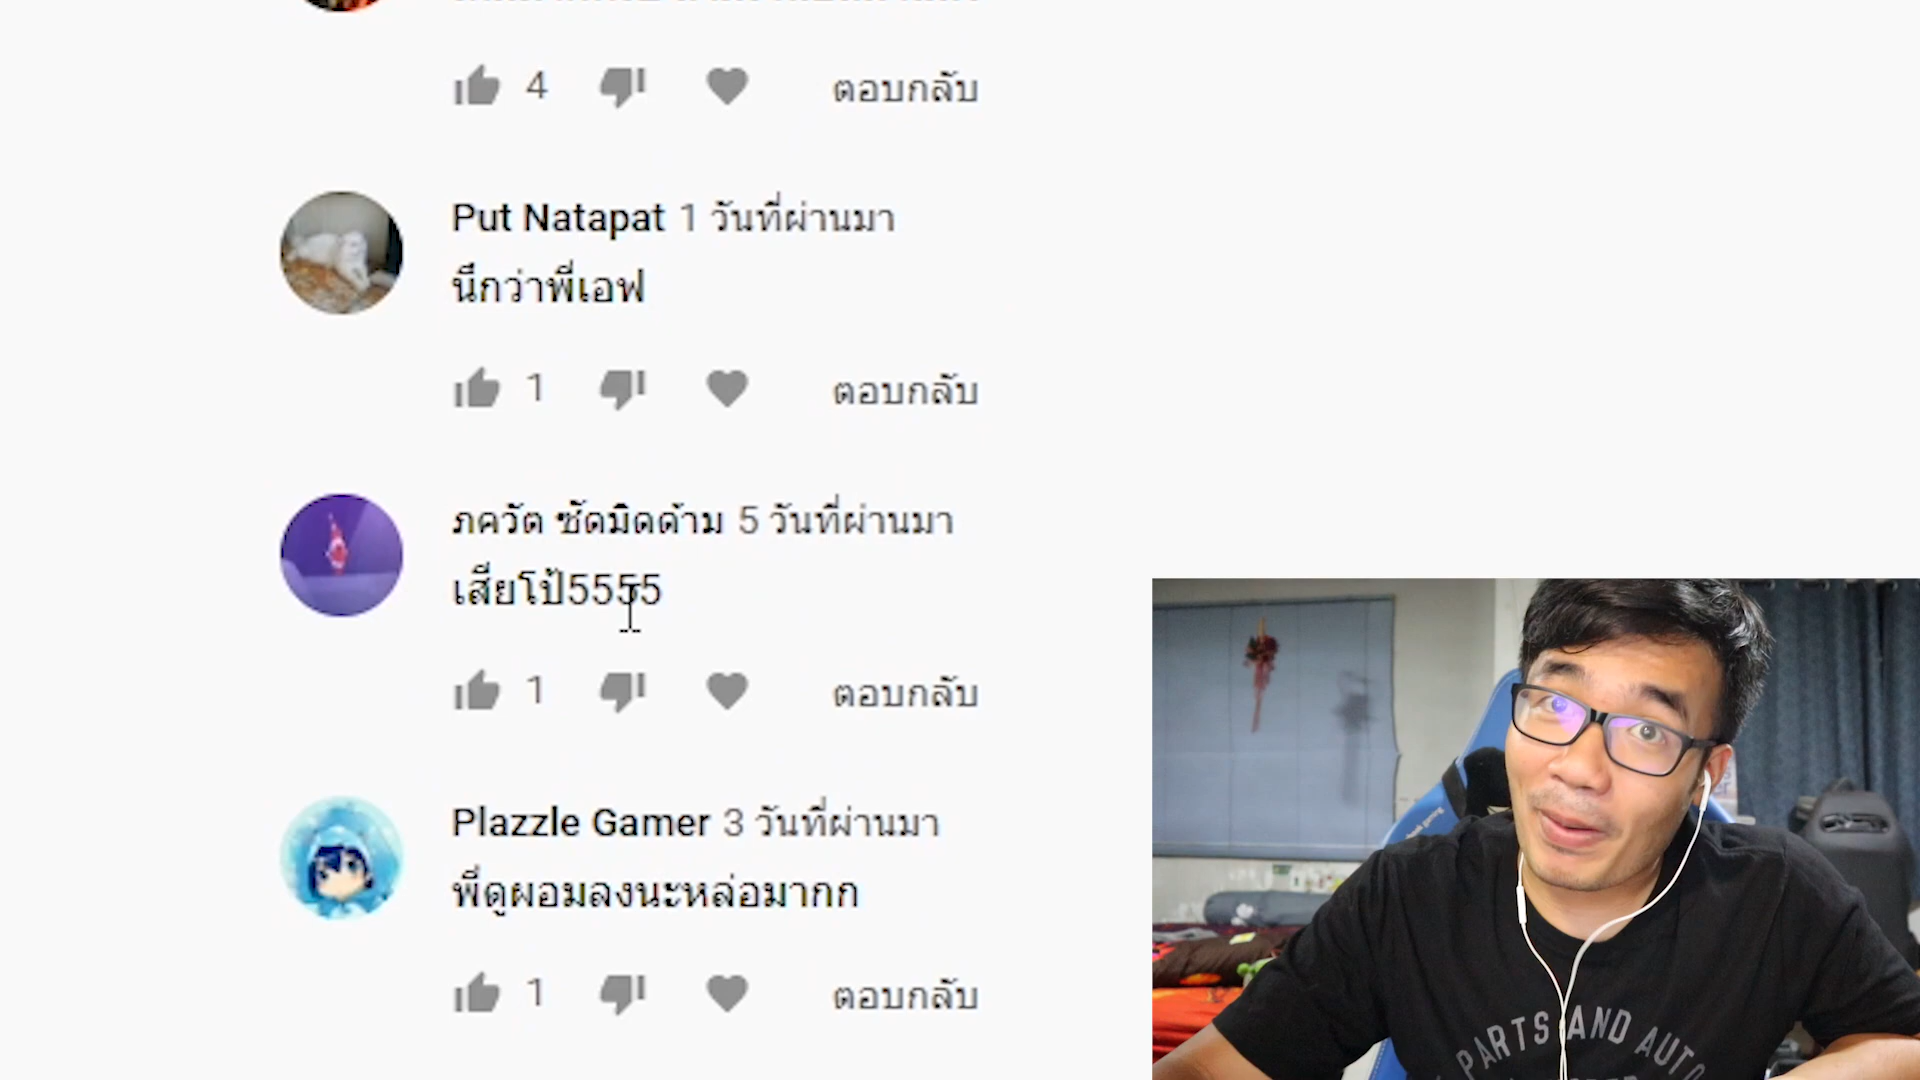 4 ตอบกลับ
Put Natapat 1 วันที่ผ่านมา
นึกว่าพี่เอฟ
1 ตอบกลับ
ภควัต ซัดมิดด้าม 5 วันที่ผ่านมา
เสี่ยโป้5555
1 ตอบกลับ
Plazzle Gamer 3 วันที่ผ่านมา
พี่ดูผอมลงนะหล่อมากก
1 ตอบกลับ
PARTS AND AUTO